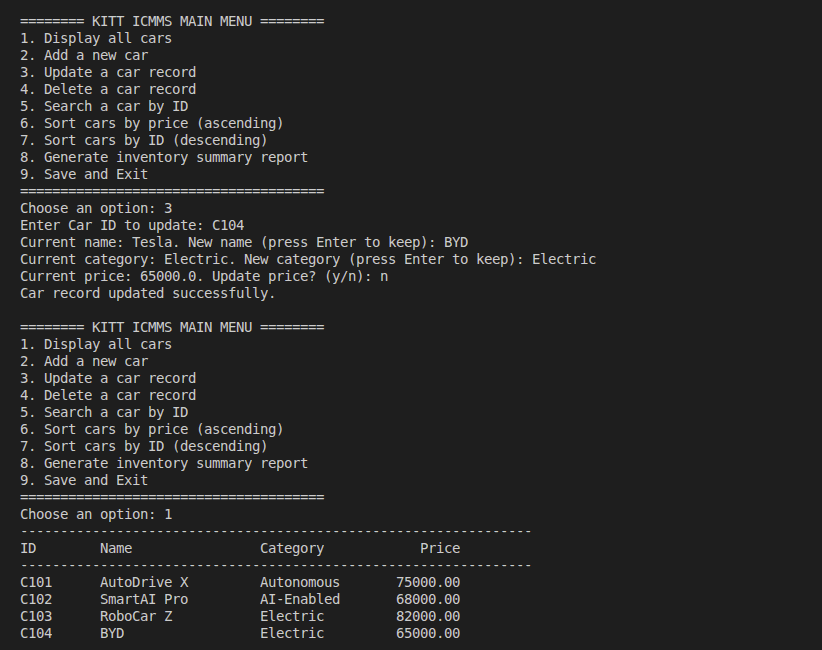 ======== KITT ICMMS MAIN MENU ========
1. Display all cars
2. Add a new car
3. Update a car record
4. Delete a car record
5. Search a car by ID
6. Sort cars by price (ascending)
7. Sort cars by ID (descending)
8. Generate inventory summary report
9. Save and Exit
======================================
Choose an option: 3
Enter Car ID to update: C104
Current name: Tesla. New name (press Enter to keep): BYD
Current category: Electric. New category (press Enter to keep): Electric
Current price: 65000.0. Update price? (y/n): n
Car record updated successfully.

======== KITT ICMMS MAIN MENU ========
1. Display all cars
2. Add a new car
3. Update a car record
4. Delete a car record
5. Search a car by ID
6. Sort cars by price (ascending)
7. Sort cars by ID (descending)
8. Generate inventory summary report
9. Save and Exit
======================================
Choose an option: 1
----------------------------------------------------------------
ID        Name                Category            Price
----------------------------------------------------------------
C101      AutoDrive X         Autonomous       75000.00
C102      SmartAI Pro         AI-Enabled       68000.00
C103      RoboCar Z           Electric         82000.00
C104      BYD                 Electric         65000.00